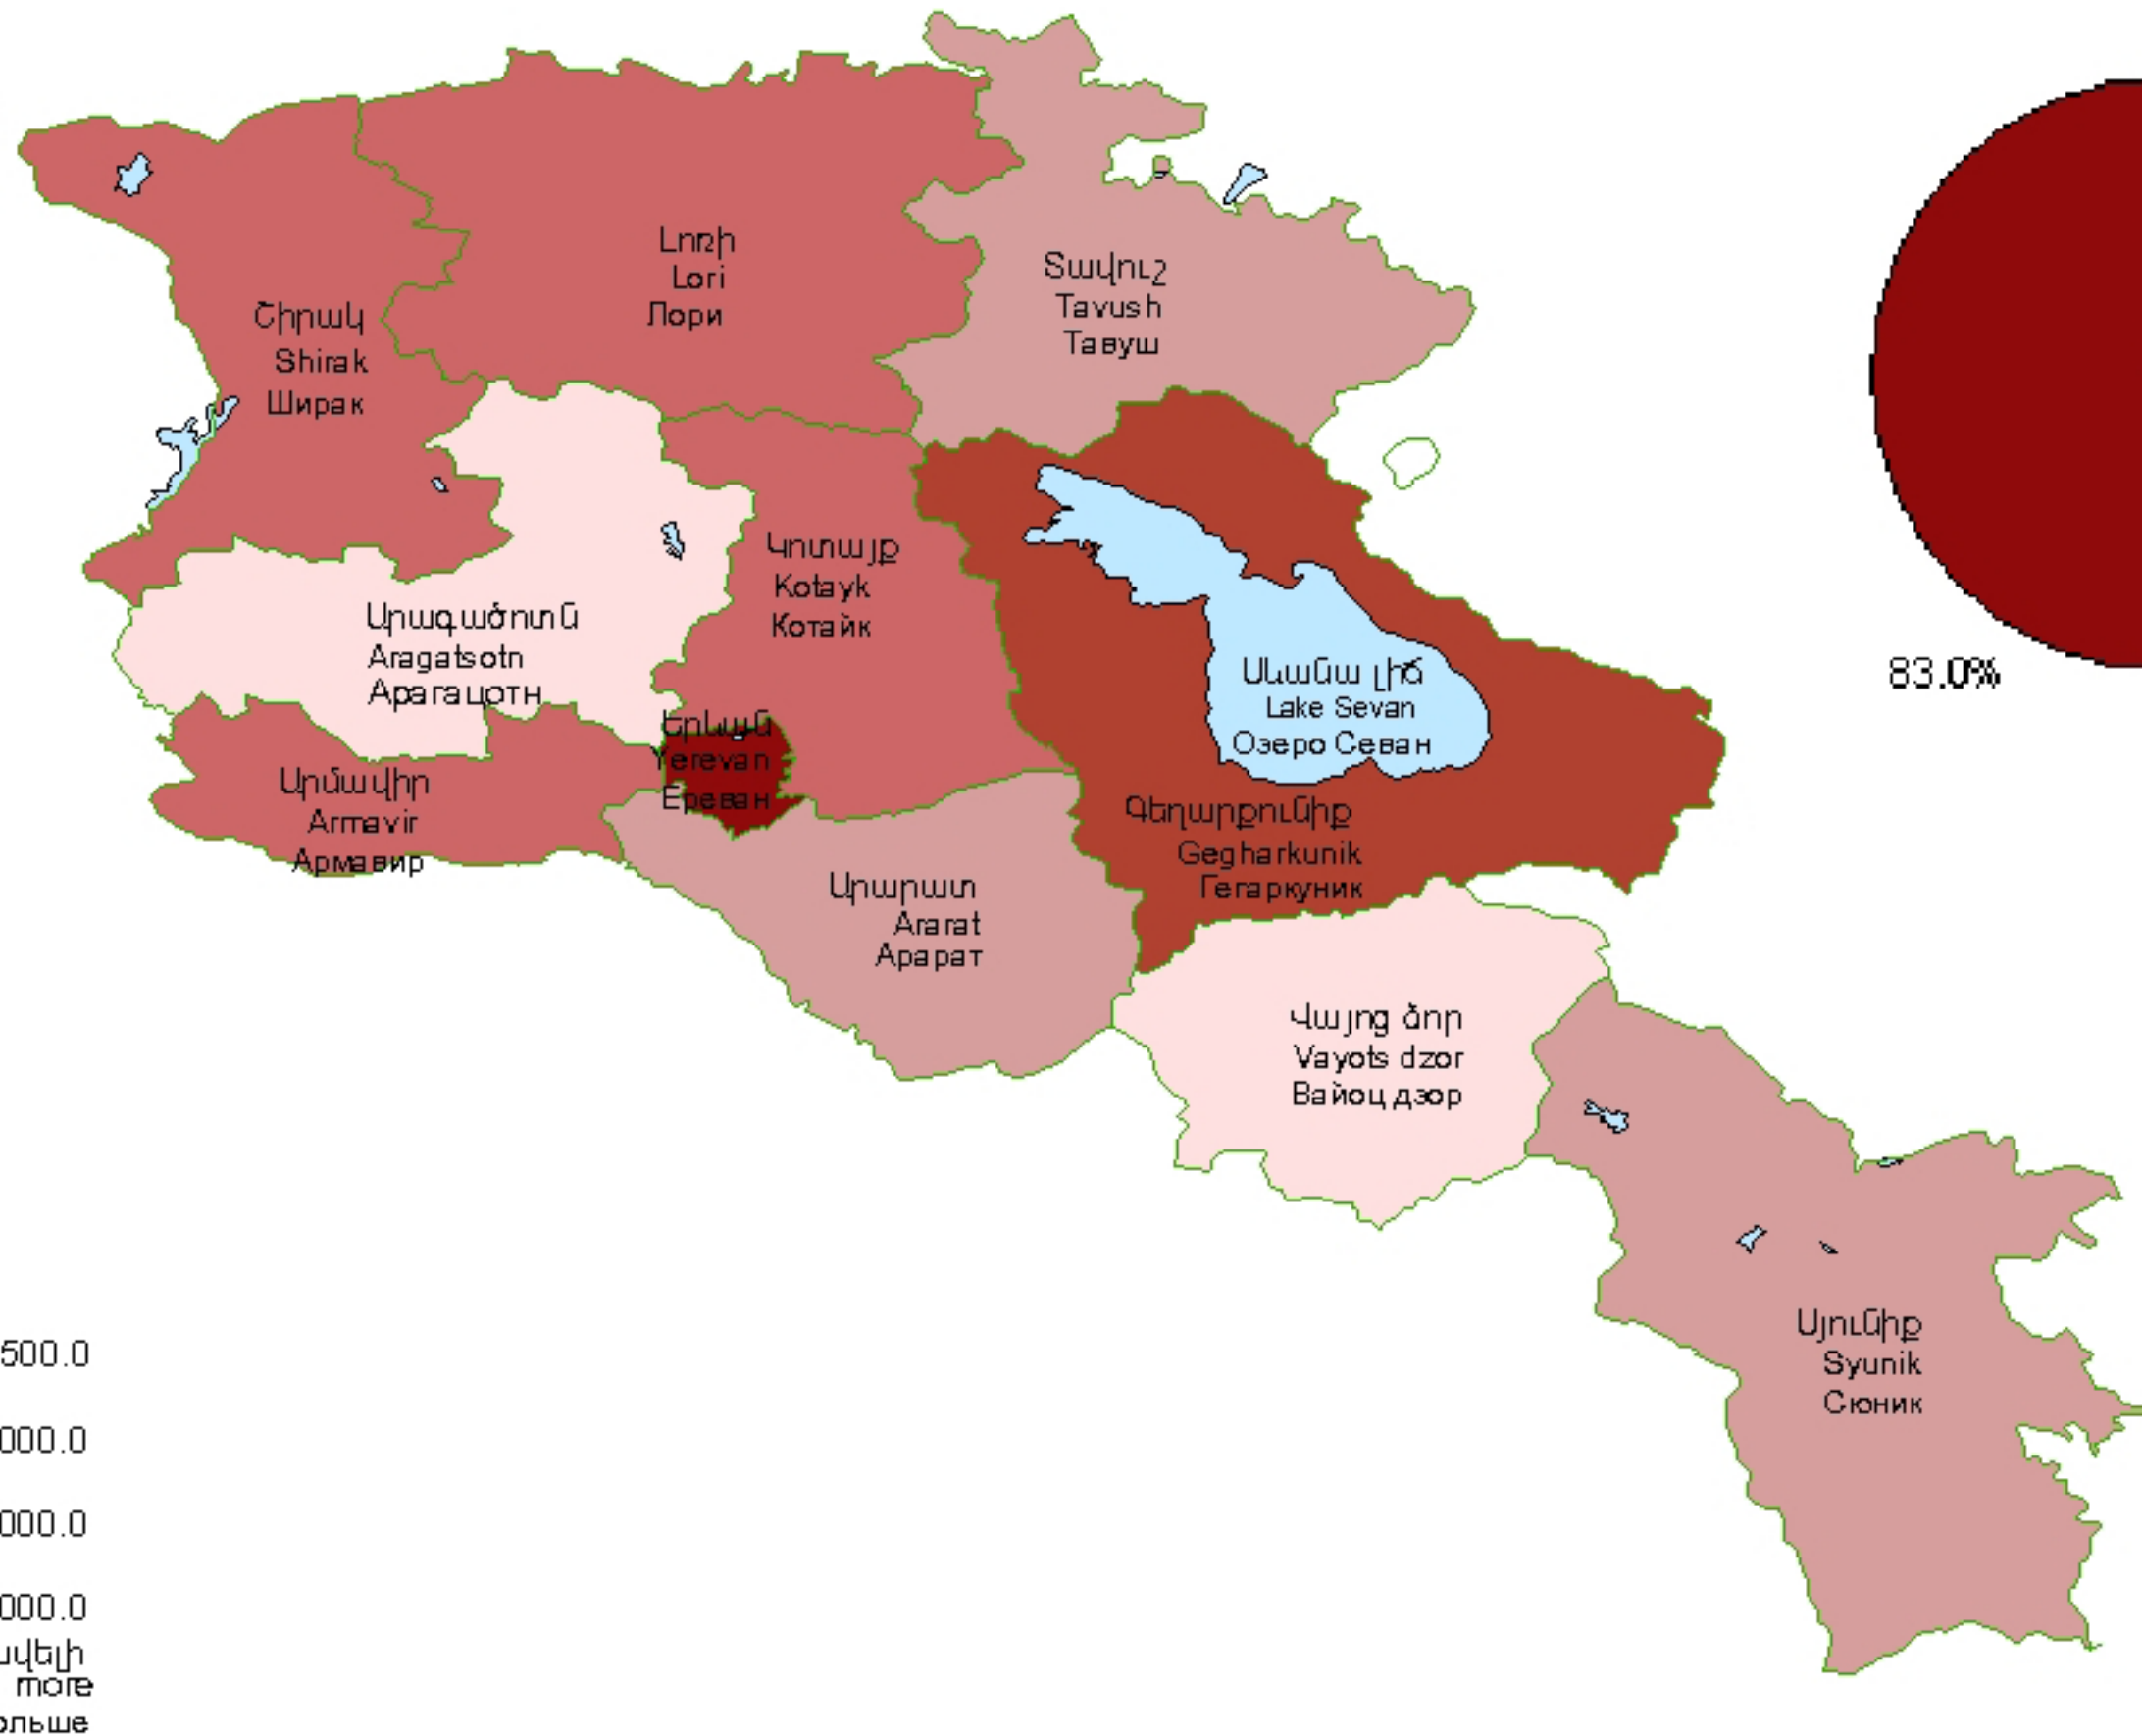 Լոռի
Lori
Лори
Տավուշ
Tavush
Тавуш
Շիրակ
Shirak
Ширак
Կոտայք
Kotayk
Котайк
Արագածոտն
Aragatsotn
Арагацотн
Սևանա լիճ
Lake Sevan
Озеро Севан
83.0%
Երևան
Yerevan
Ереван
Արմավիր
Armavir
Армавир
Գեղարքունիք
Gegharkunik
Гегаркуник
Արարատ
Ararat
Арарат
Վայոց ձոր
Vayots dzor
Вайоц дзор
Սյունիք
Syunik
Сюник
500.0
000.0
000.0
000.0
ավելի
more
ольше